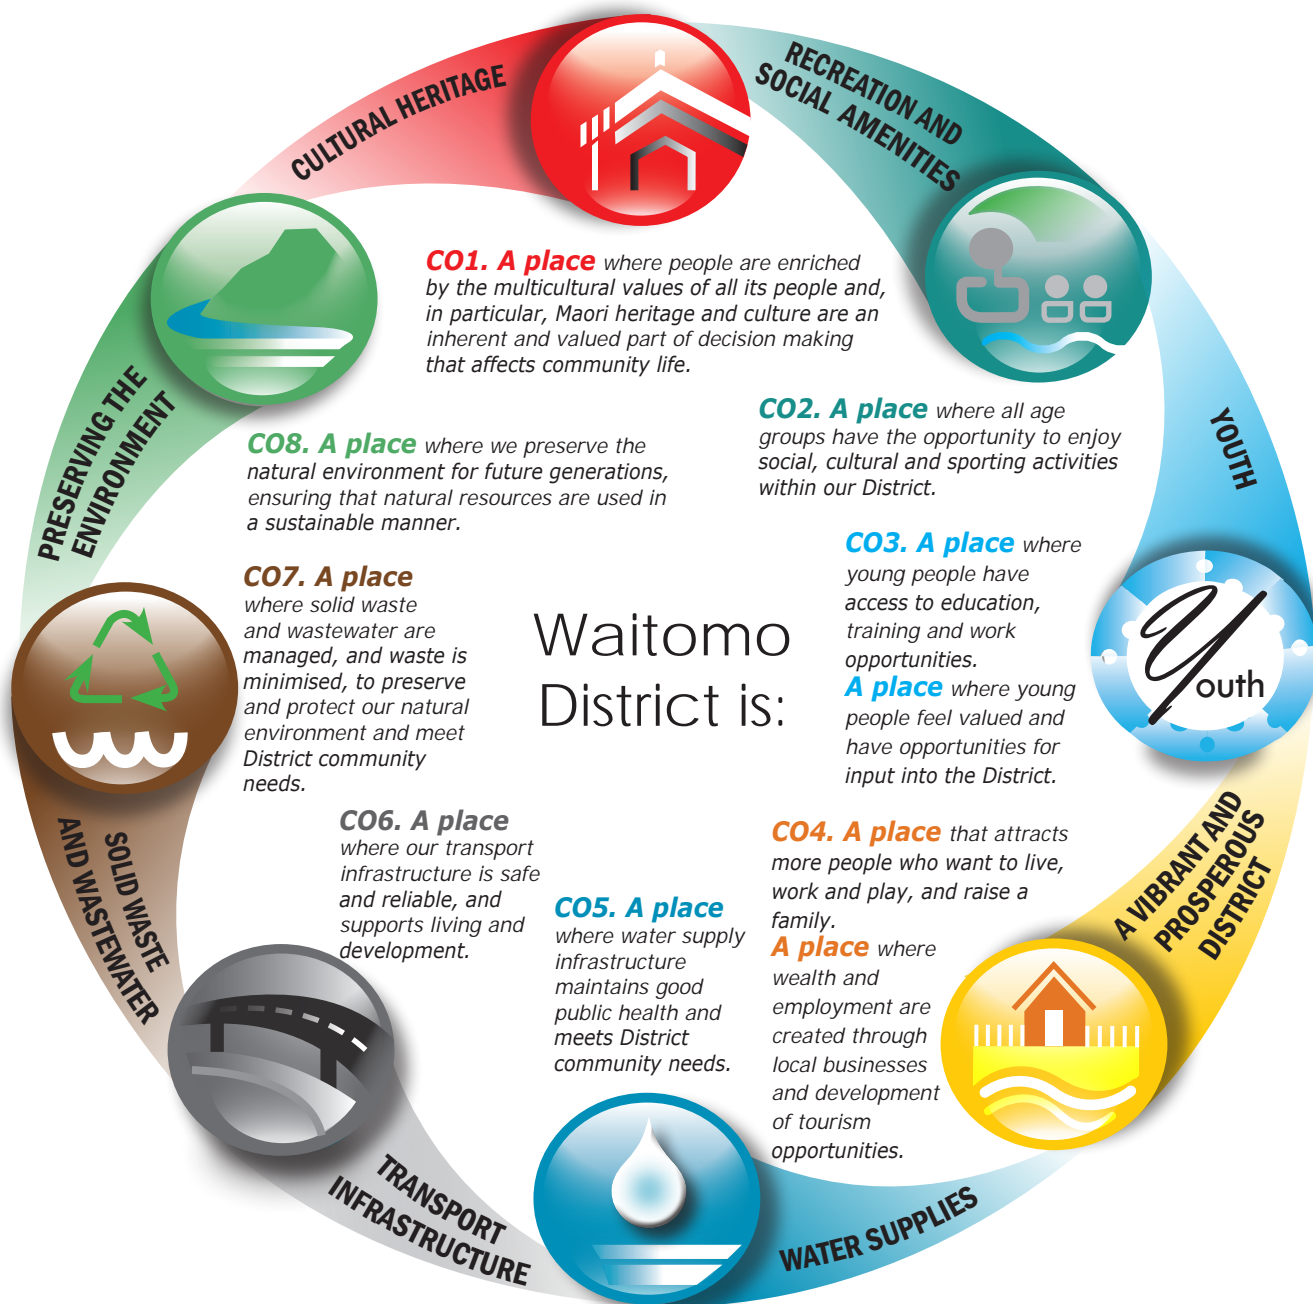 CULTURAL HERITAGE
RECREATION AND
SOCIAL AMENITIES
CO1. A place where people are enriched
by the multicultural values of all its people and,
in particular, Maori heritage and culture are an
inherent and valued part of decision making
that affects community life.
CO2. A place where all age
groups have the opportunity to enjoy
social, cultural and sporting activities
within our District.
YOUTH
CO3. A place where
young people have
access to education,
training and work
opportunities.
A place where young
people feel valued and
have opportunities for
input into the District.
Youth
A VIBRANT AND
PROSPEROUS
DISTRICT
CO4. A place that attracts
more people who want to live,
work and play, and raise a
family.
A place where
wealth and
employment are
created through
local businesses
and development
of tourism
opportunities.
WATER SUPPLIES
CO5. A place
where water supply
infrastructure
maintains good
public health and
meets District
community needs.
TRANSPORT
INFRASTRUCTURE
CO6. A place
where our transport
infrastructure is safe
and reliable, and
supports living and
development.
SOLID WASTE
AND WASTEWATER
CO7. A place
where solid waste
and wastewater are
managed, and waste is
minimised, to preserve
and protect our natural
environment and meet
District community
needs.
PRESERVING THE
ENVIRONMENT
CO8. A place where we preserve the
natural environment for future generations,
ensuring that natural resources are used in
a sustainable manner.
Waitomo
District is: